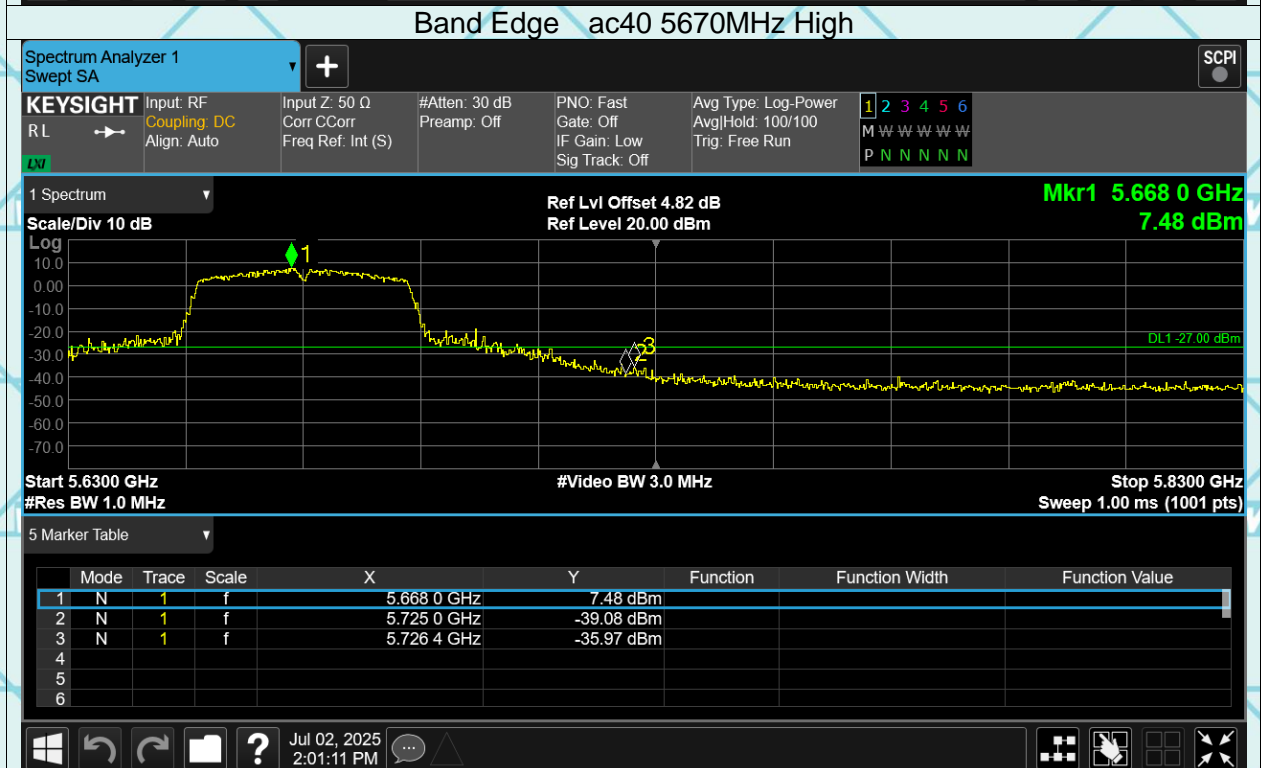 Band Edge ac40 5670MHz High
Spectrum Analyzer 1
Swept SA
SCPI
KEYSIGHT
R L
LXI
Input: RF
Coupling: DC
Align: Auto
Input Z: 50 Ω
Corr CCorr
Freq Ref: Int (S)
#Atten: 30 dB
Preamp: Off
PNO: Fast
Gate: Off
IF Gain: Low
Sig Track: Off
Avg Type: Log-Power
Avg|Hold: 100/100
Trig: Free Run
1 2 3 4 5 6
M W W W W W
P N N N N N
1 Spectrum
Scale/Div 10 dB
Ref Lvl Offset 4.82 dB
Ref Level 20.00 dBm
Mkr1 5.668 0 GHz
7.48 dBm
Log
10.0
0.00
-10.0
-20.0
-30.0
-40.0
-50.0
-60.0
-70.0
1
2
3
DL1 -27.00 dBm
Start 5.6300 GHz
#Video BW 3.0 MHz
Stop 5.8300 GHz
#Res BW 1.0 MHz
Sweep 1.00 ms (1001 pts)
5 Marker Table
Mode Trace Scale X Y Function Function Width Function Value
1 N 1 f 5.668 0 GHz 7.48 dBm
2 N 1 f 5.725 0 GHz -39.08 dBm
3 N 1 f 5.726 4 GHz -35.97 dBm
4
5
6
Jul 02, 2025
2:01:11 PM